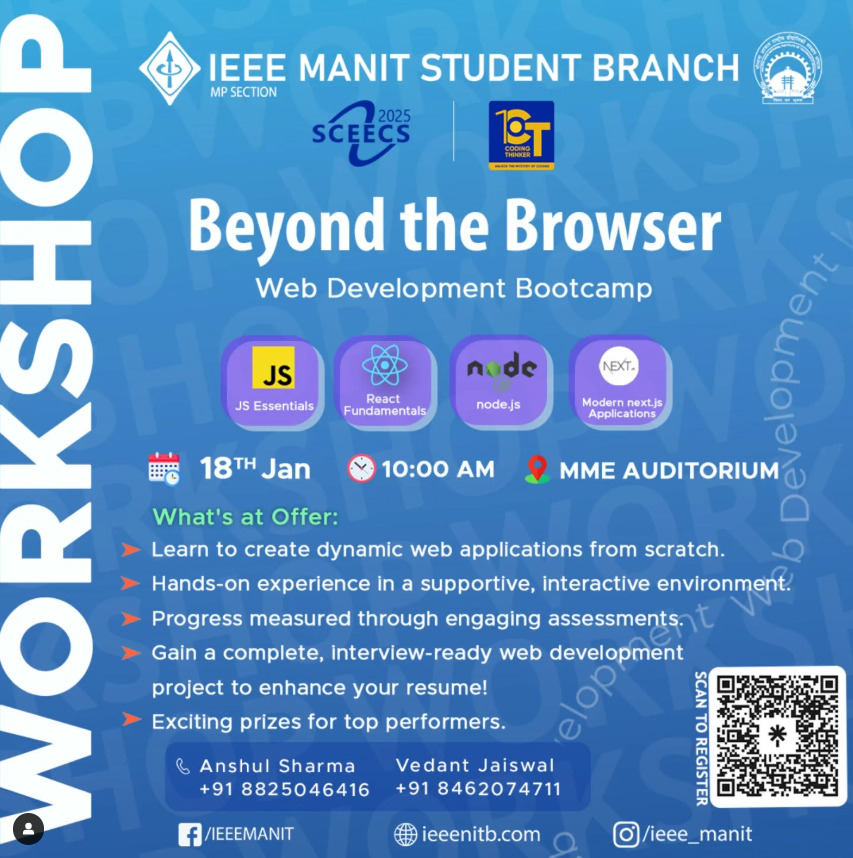 WORKSHOP
IEEE MANIT STUDENT BRANCH
MP SECTION
SCEECS 2025
CT
CODING
THINKER
Beyond the Browser
Web Development Bootcamp
JS
JS Essentials
React
Fundamentals
node
node.js
NEXT.
Modern next.js
Applications
18TH Jan
10:00 AM
MME AUDITORIUM
What's at Offer:
Learn to create dynamic web applications from scratch.
Hands-on experience in a supportive, interactive environment.
Progress measured through engaging assessments.
Gain a complete, interview-ready web development
project to enhance your resume!
Exciting prizes for top performers.
Web Development
SCAN TO REGISTER
Anshul Sharma
+91 8825046416
Vedant Jaiswal
+91 8462074711
/IEEEMANIT
ieeenitb.com
/ieee_manit